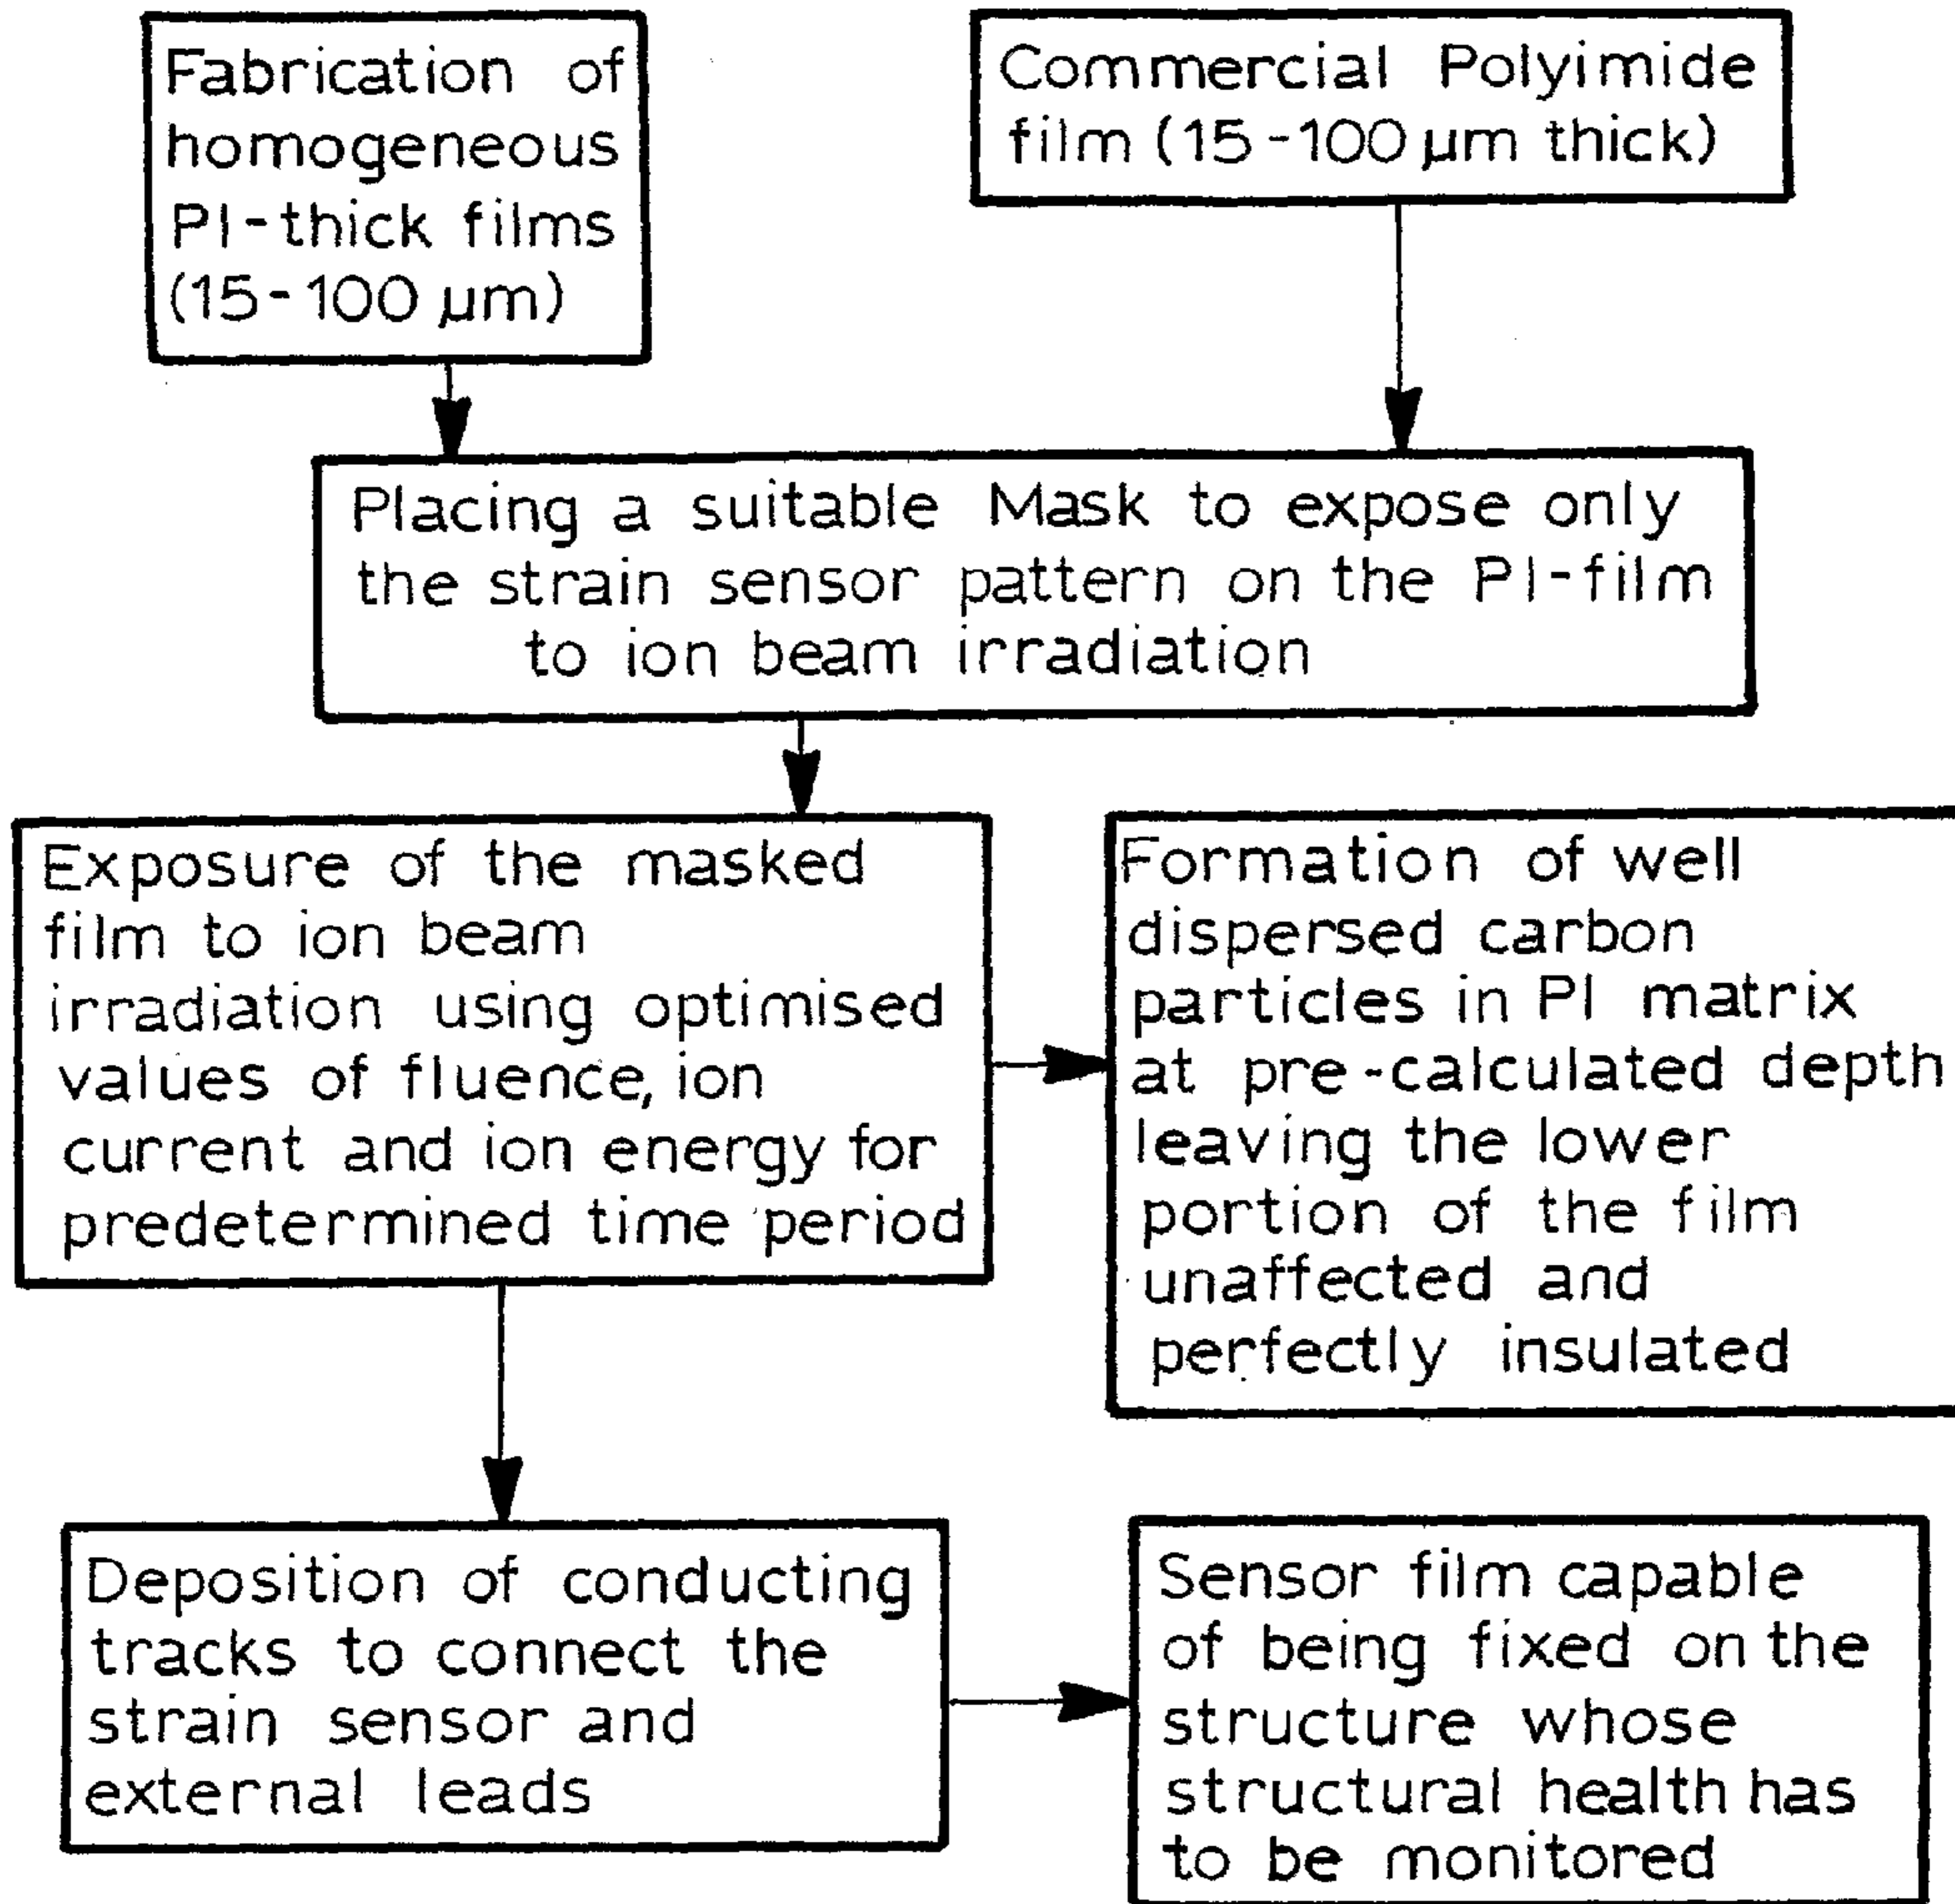 Fabrication of
homogeneous
PI-thick films
(15-100 µm)
Commercial Polyimide
film (15-100 µm thick)
Placing a suitable Mask to expose only
the strain sensor pattern on the PI-film
to ion beam irradiation
Exposure of the masked
film to ion beam
irradiation using optimised
values of fluence, ion
current and ion energy for
predetermined time period
Formation of well
dispersed carbon
particles in PI matrix
at pre-calculated depth
leaving the lower
portion of the film
unaffected and
perfectly insulated
Deposition of conducting
tracks to connect the
strain sensor and
external leads
Sensor film capable
of being fixed on the
structure whose
structural health has
to be monitored